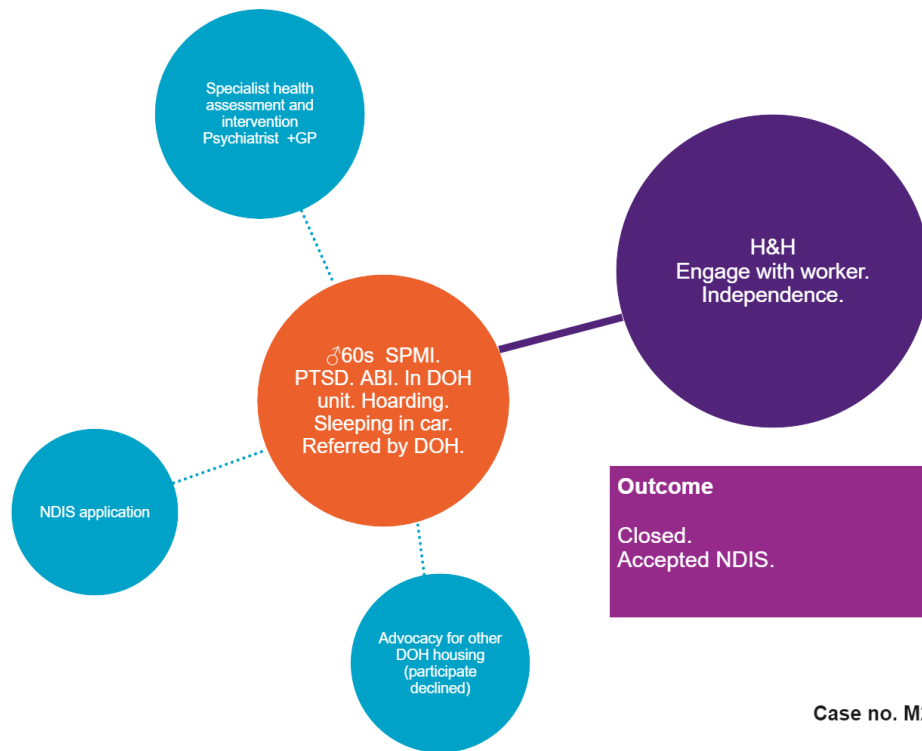 Specialist health
assessment and
intervention
Psychiatrist +GP
H&H
Engage with worker.
Independence.
♂60s SPMI.
PTSD. ABI. In DOH
unit. Hoarding.
Sleeping in car.
Referred by DOH.
NDIS application
Outcome
Closed.
Accepted NDIS.
Advocacy for other
DOH housing
(participate
declined)
Case no.